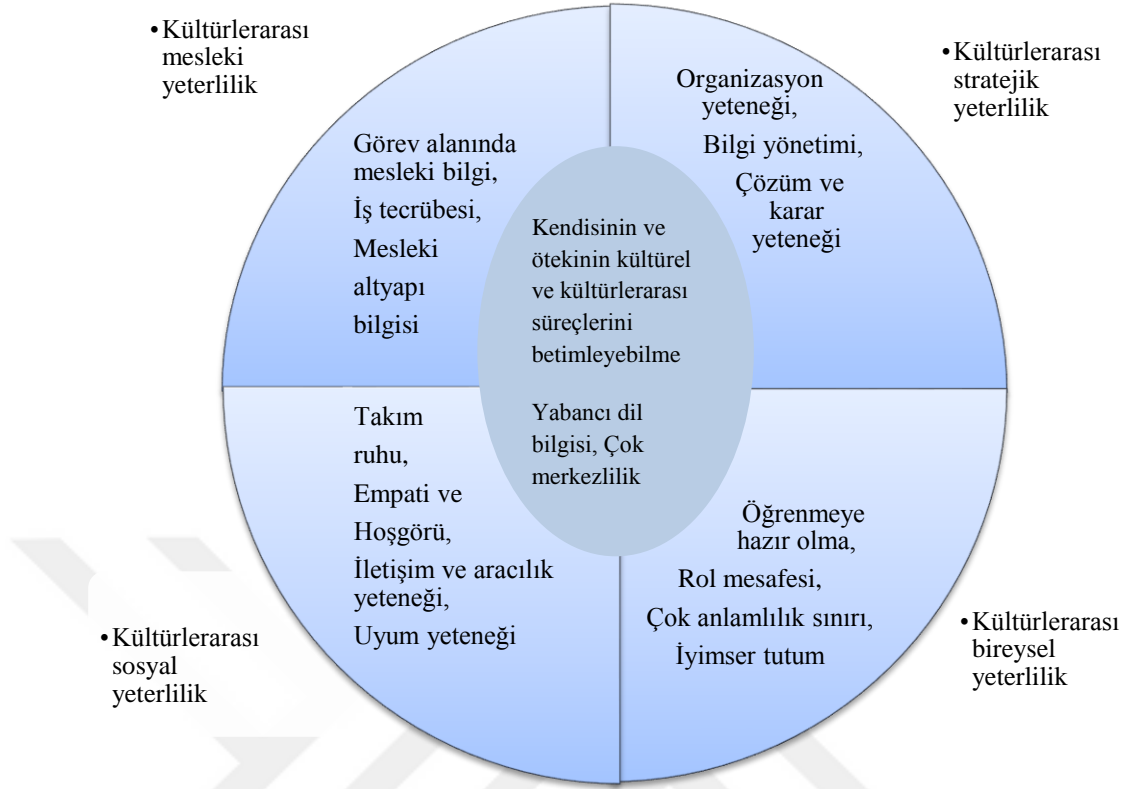 •Kültürlerarası
mesleki
yeterlilik
Görev alanında
mesleki bilgi,
İş tecrübesi,
Mesleki
altyapı
bilgisi
•Kültürlerarası
stratejik
yeterlilik
Organizasyon
yeteneği,
Bilgi yönetimi,
Çözüm ve
karar
yeteneği
Kendisinin ve
ötekinin kültürel
ve kültürlerarası
süreçlerini
betimleyebilme
Yabancı dil
bilgisi, Çok
merkezlilik
Takım
ruhu,
Empati ve
Hoşgörü,
İletişim ve aracılık
yeteneği,
Uyum yeteneği
•Kültürlerarası
sosyal
yeterlilik
Öğrenmeye
hazır olma,
Rol mesafesi,
Çok anlamlılık sınırı,
İyimser tutum
•Kültürlerarası
bireysel
yeterlilik